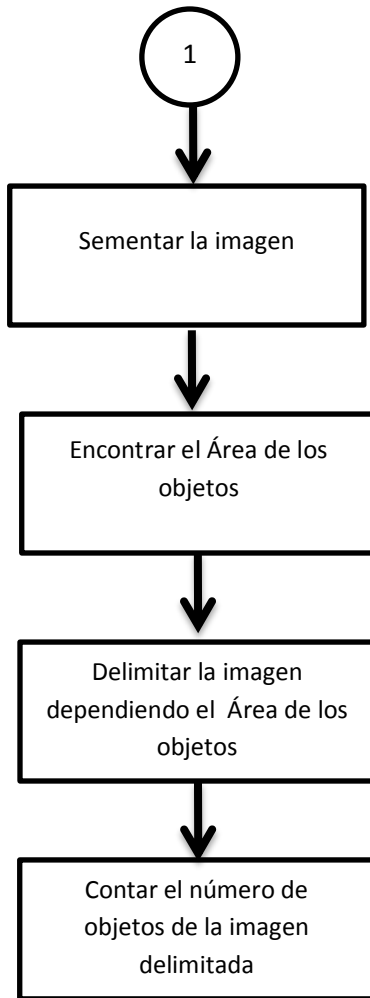 1
Sementar la imagen
Encontrar el Área de los
objetos
Delimitar la imagen
dependiendo el Área de los
objetos
Contar el número de
objetos de la imagen
delimitada